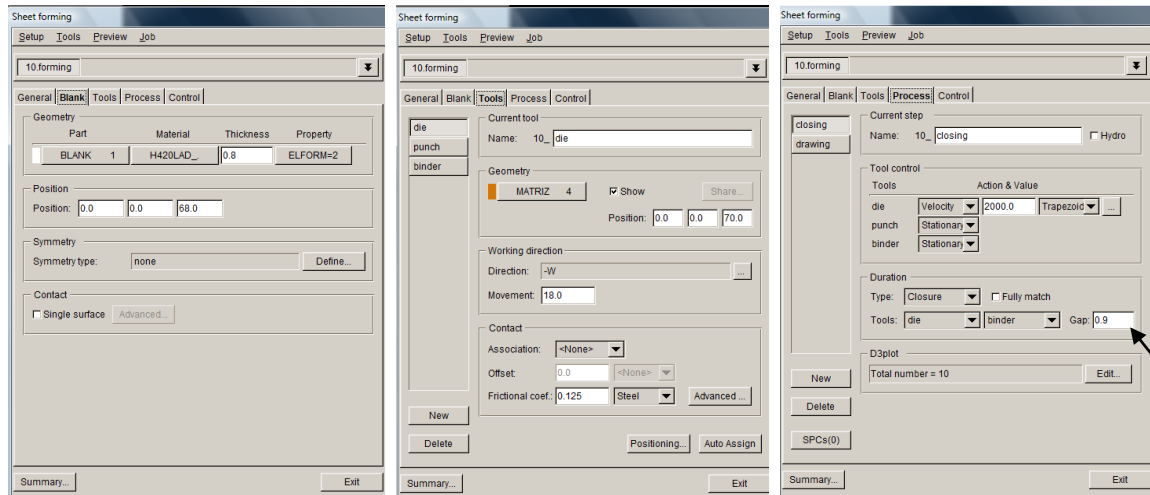 Sheet forming
Setup Tools Preview Job
10.forming
General Blank Tools Process Control
Geometry
Part Material Thickness Property
BLANK 1 H420LAD_. 0.8 ELFORM=2
Position
Position: 0.0 0.0 68.0
Symmetry
Symmetry type: none Define...
Contact
Single surface Advanced...
Summary... Exit
Sheet forming
Setup Tools Preview Job
10.forming
General Blank Tools Process Control
die
punch
binder
Current tool
Name: 10_ die
Geometry
MATRIZ 4 Show Share...
Position: 0.0 0.0 70.0
Working direction
Direction: -W ...
Movement: 18.0
Contact
Association: <None>
Offset: 0.0 <None>
Frictional coef.: 0.125 Steel Advanced ...
New
Delete Positioning... Auto Assign
Summary... Exit
Sheet forming
Setup Tools Preview Job
10.forming
General Blank Tools Process Control
closing
drawing
Current step
Name: 10_ closing Hydro
Tool control
Tools Action & Value
die Velocity 2000.0 Trapezoid ...
punch Stationary
binder Stationary
Duration
Type: Closure Fully match
Tools: die binder Gap: 0.9
D3plot
Total number = 10 Edit...
New
Delete
SPCs(0)
Summary... Exit